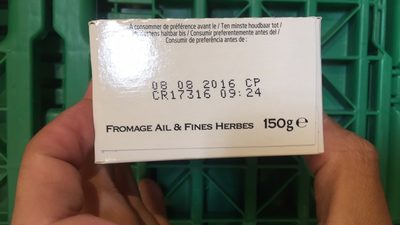 A consommer de préférence avant le / Ten minste houdbaar tot /
haltbar bis / Consumir preferentemente antes del /
Consumir de preferência antes de :
08 08 2016 CP
CR17316 09:24
FROMAGE AIL & FINES HERBES 150g ℮